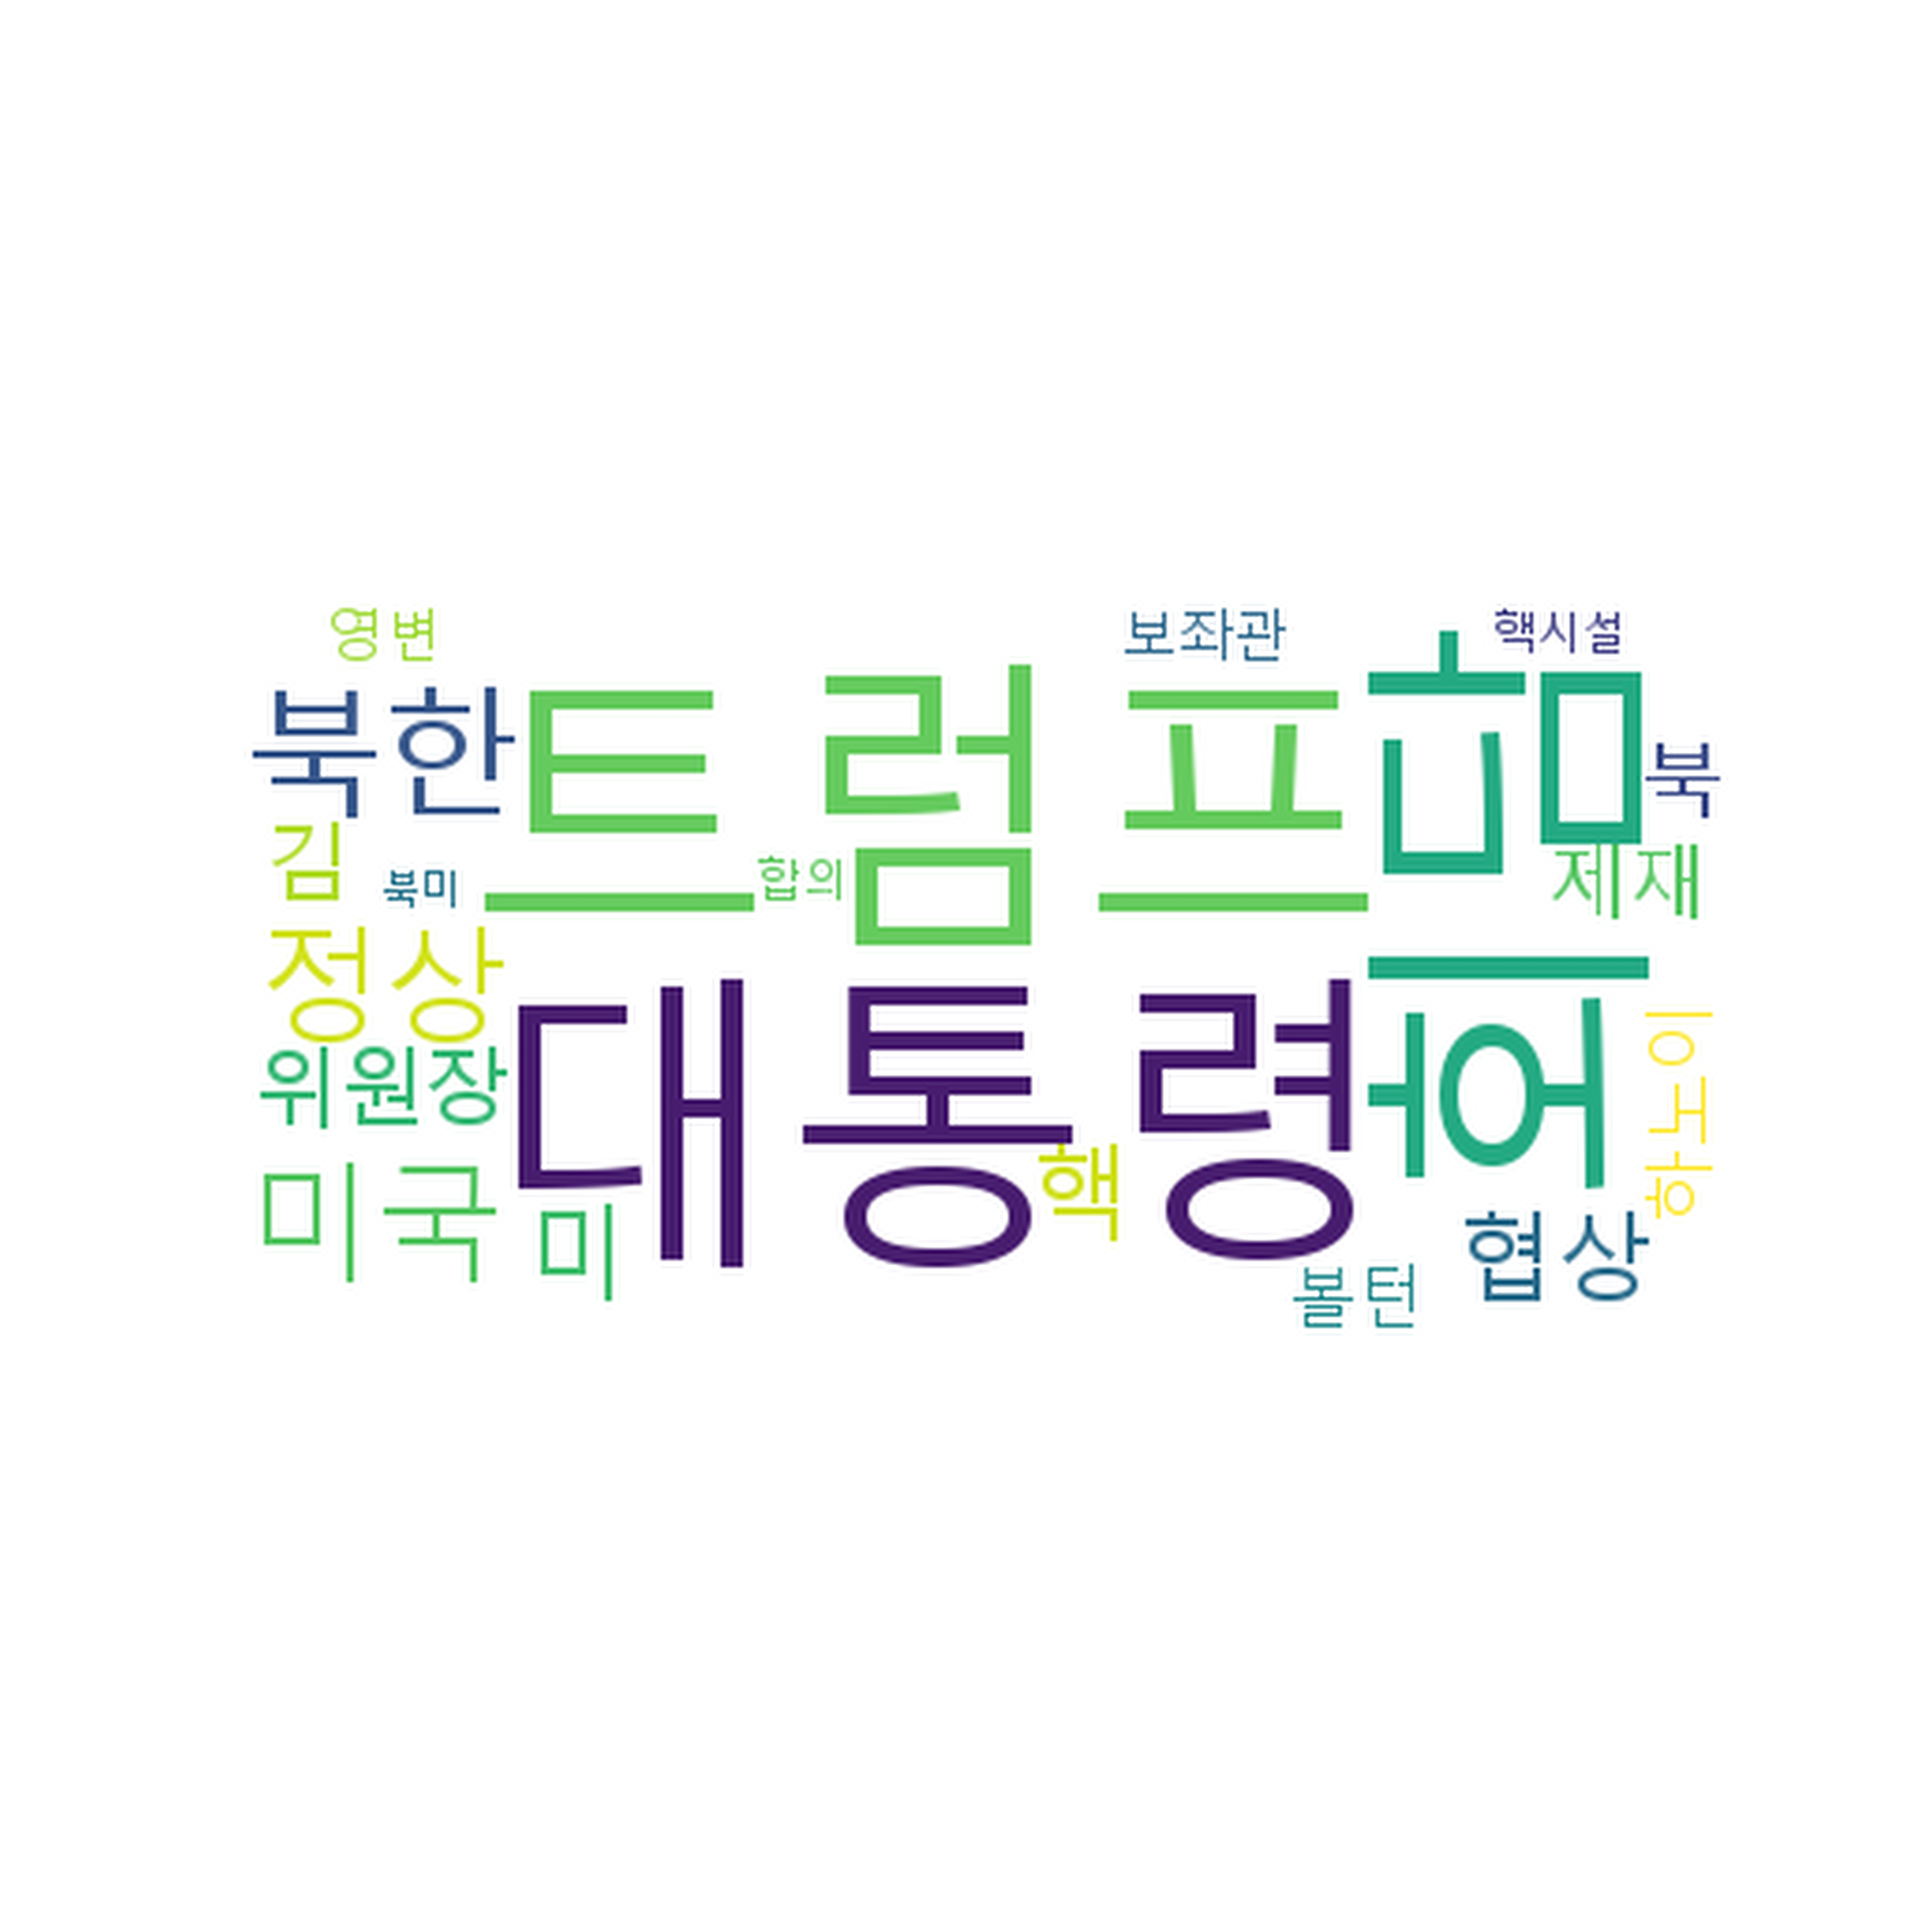 영변
보좌관
핵시설
북한
트럼프
회담
북
김
북미
합의
제재
정상
위원장
대통령
하노이
핵
미국
미
협상
볼턴